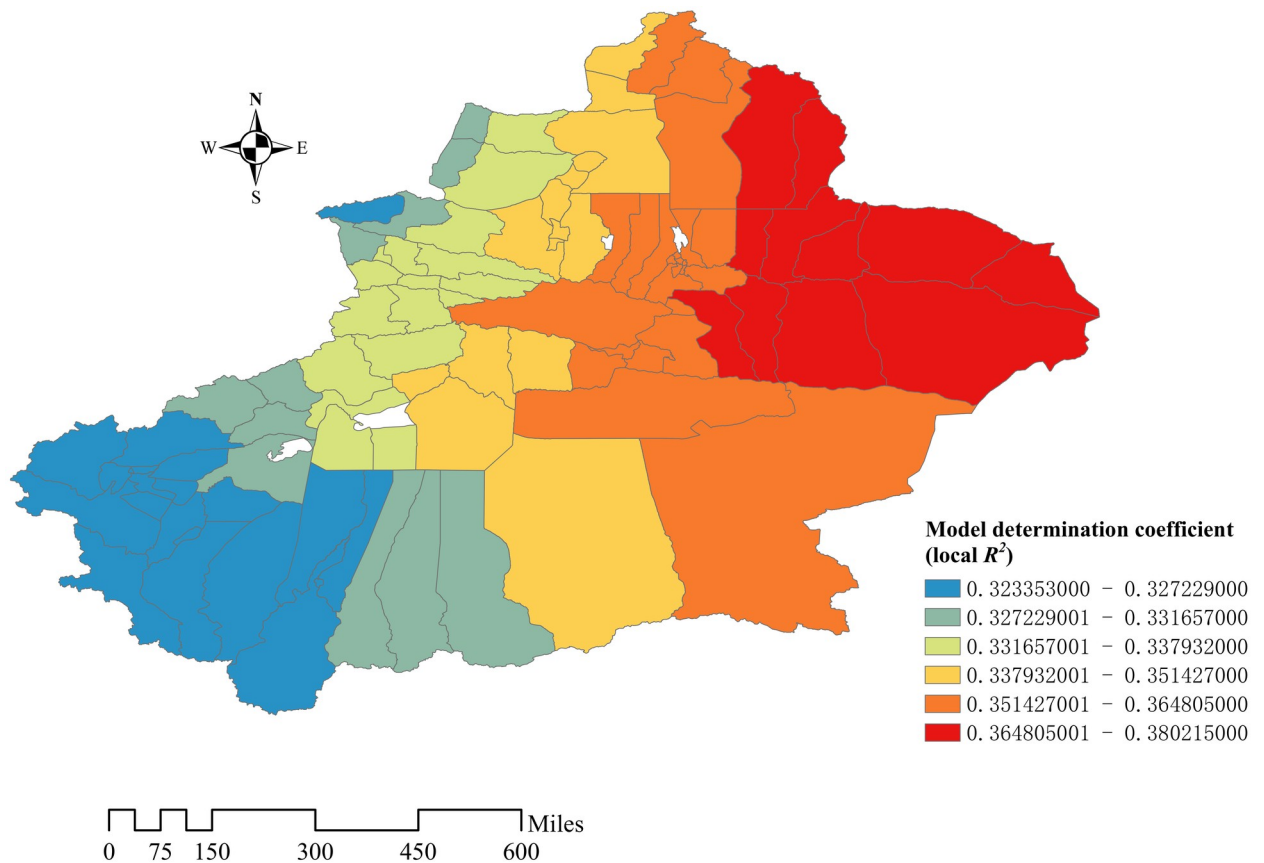 N
W E
S
Model determination coefficient
(local R²)
0.323353000 - 0.327229000
0.327229001 - 0.331657000
0.331657001 - 0.337932000
0.337932001 - 0.351427000
0.351427001 - 0.364805000
0.364805001 - 0.380215000
Miles
0 75 150 300 450 600